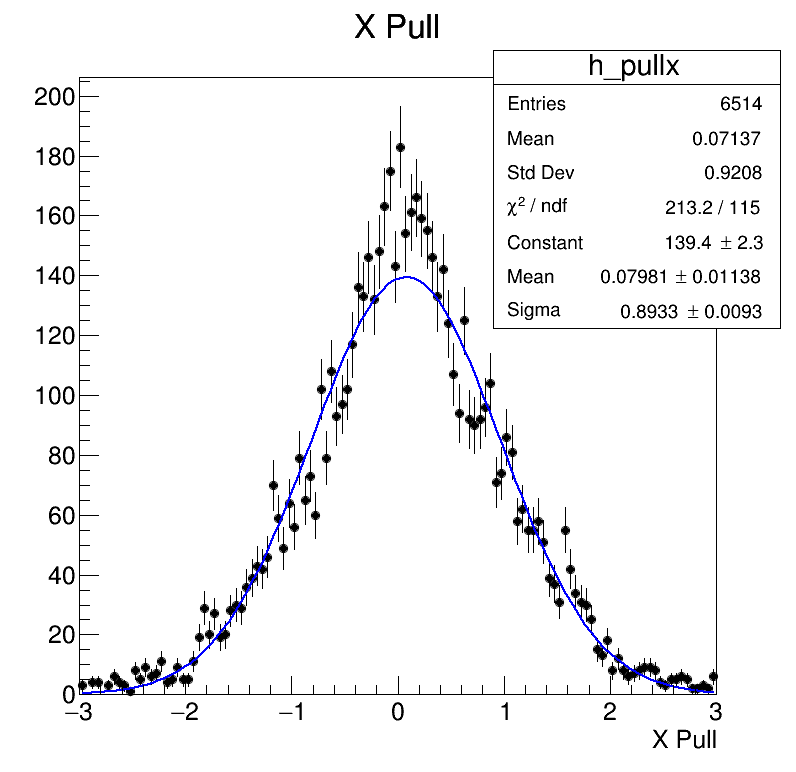 X Pull
h_pullx
Entries 6514
Mean 0.07137
Std Dev 0.9208
χ² / ndf 213.2 / 115
Constant 139.4 ± 2.3
Mean 0.07981 ± 0.01138
Sigma 0.8933 ± 0.0093
200
180
160
140
120
100
80
60
40
20
0
−3 −2 −1 0 1 2 3
X Pull